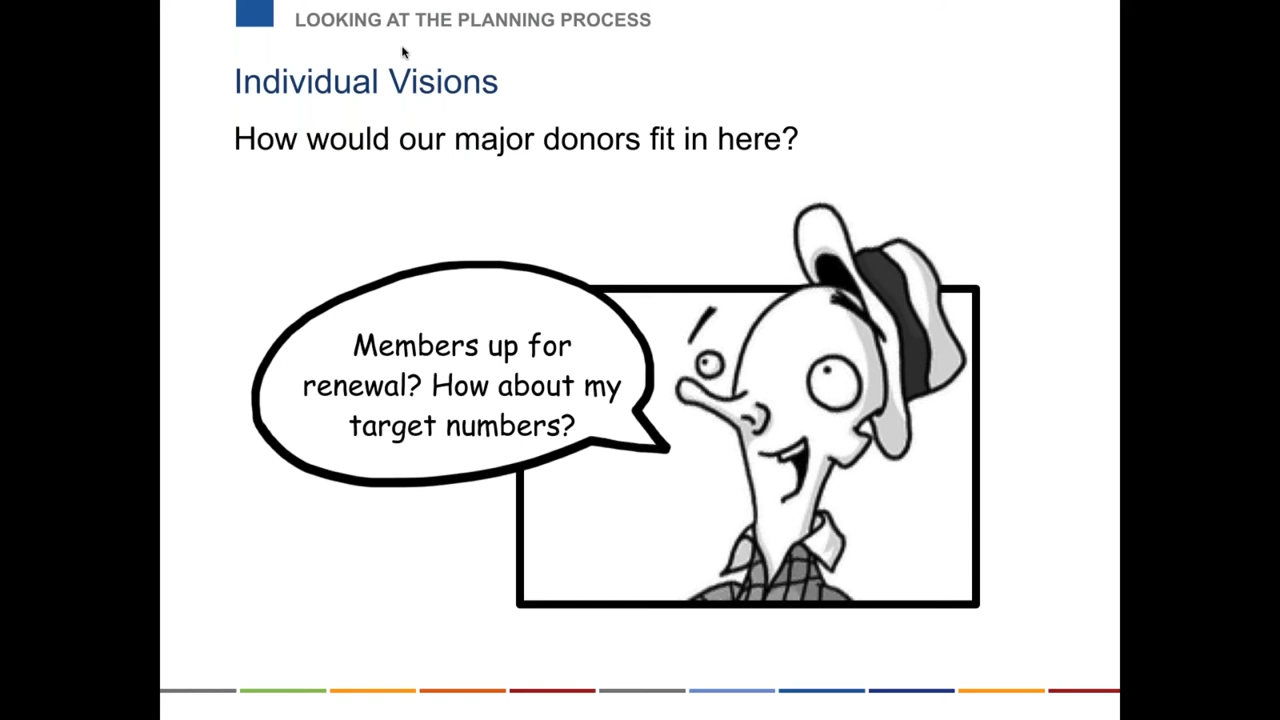 LOOKING AT THE PLANNING PROCESS
Individual Visions
How would our major donors fit in here?
Members up for
renewal? How about my
target numbers?